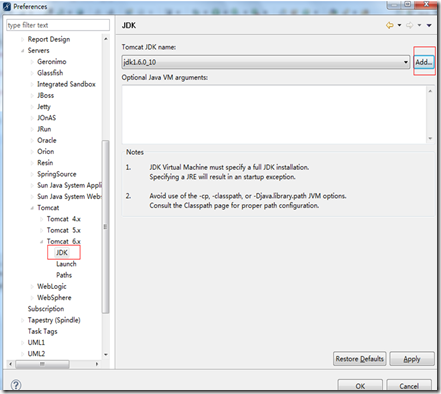 Preferences
type filter text
Report Design
Servers
Geronimo
Glassfish
Integrated Sandbox
JBoss
Jetty
JOnAS
JRun
Oracle
Orion
Resin
SpringSource
Sun Java System Applic
Sun Java System Webs
Tomcat
Tomcat 4.x
Tomcat 5.x
Tomcat 6.x
JDK
Launch
Paths
WebLogic
WebSphere
Subscription
Tapestry (Spindle)
Task Tags
UML1
UML2
JDK
Tomcat JDK name:
jdk1.6.0_10
Add...
Optional Java VM arguments:
Notes
1. JDK Virtual Machine must specify a full JDK installation.
Specifying a JRE will result in an startup exception.
2. Avoid use of the -cp, -classpath, or -Djava.library.path JVM options.
Consult the Classpath page for proper path configuration.
Restore Defaults
Apply
OK
Cancel